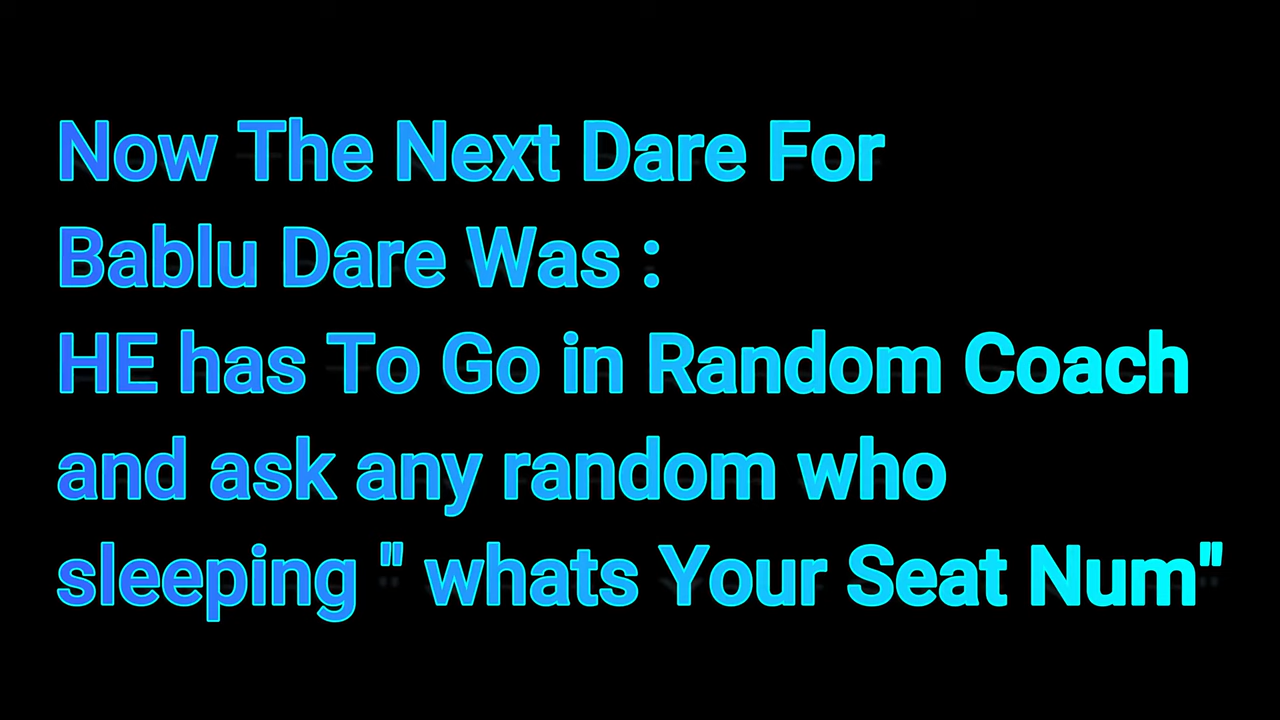 Now The Next Dare For
Bablu Dare Was :
HE has To Go in Random Coach
and ask any random who
sleeping " whats Your Seat Num"